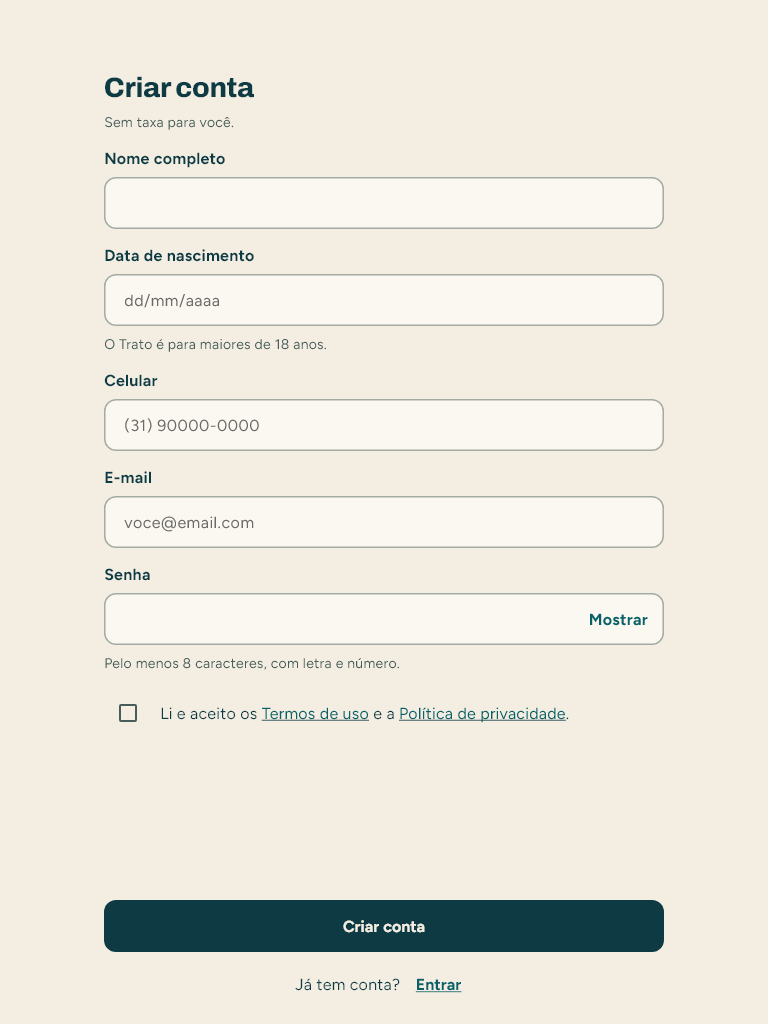 Criar conta
Sem taxa para você.
Nome completo
Data de nascimento
dd/mm/aaaa
O Trato é para maiores de 18 anos.
Celular
(31) 90000-0000
E-mail
voce@email.com
Senha
Mostrar
Pelo menos 8 caracteres, com letra e número.
Li e aceito os Termos de uso e a Política de privacidade.
Criar conta
Já tem conta? Entrar